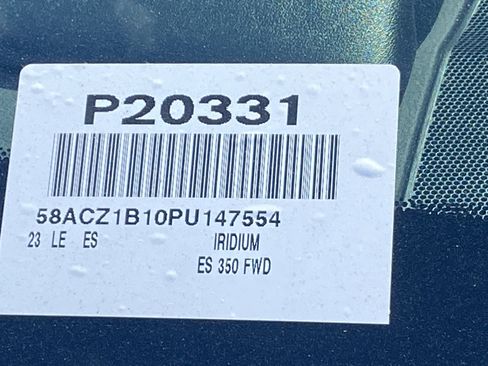 P20331
58ACZ1B10PU147554
23 LE ES IRIDIUM
ES 350 FWD